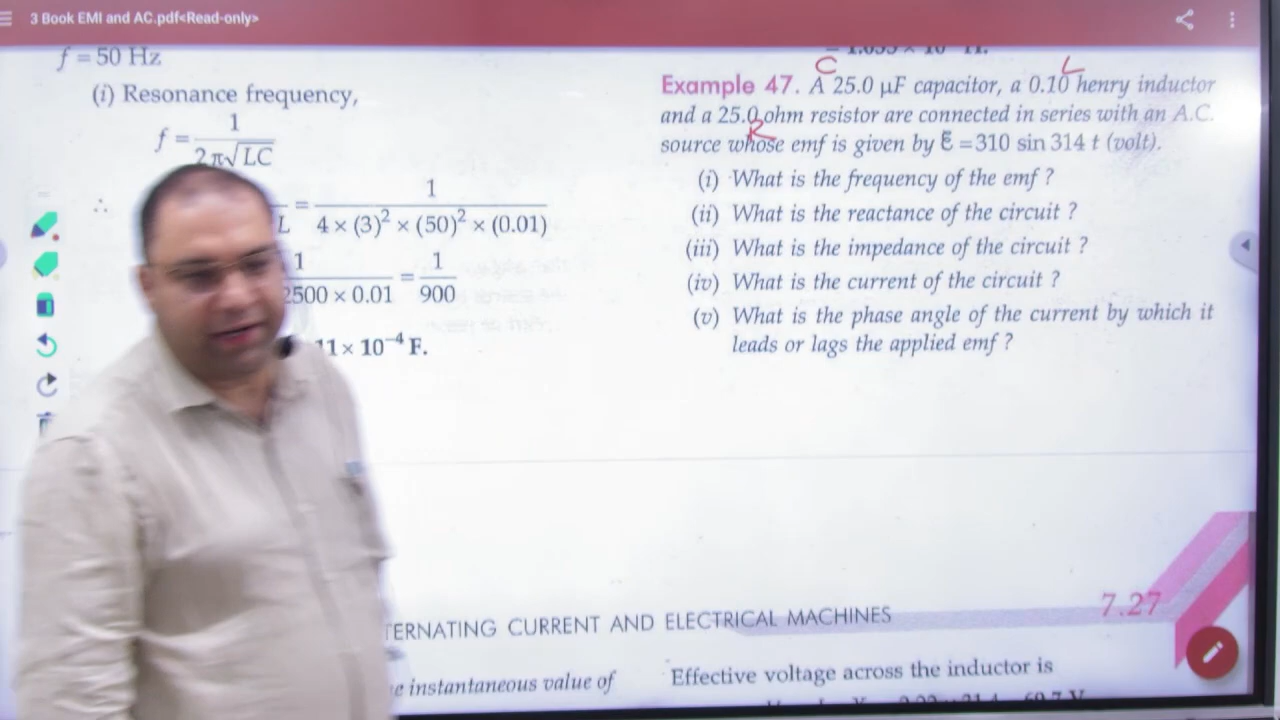 3 Book EMI and AC.pdf<Read-only>
f = 50 Hz
(i) Resonance frequency,
f = 1 / 2π√LC
∴ L = 1 / 4 × (3)² × (50)² × (0.01)
1 / 2500 × 0.01 = 1 / 900
11 × 10⁻⁴ F.
C L
Example 47. A 25.0 μF capacitor, a 0.10 henry inductor
and a 25.0 ohm resistor are connected in series with an A.C.
R
source whose emf is given by ℰ = 310 sin 314 t (volt).
(i) What is the frequency of the emf ?
(ii) What is the reactance of the circuit ?
(iii) What is the impedance of the circuit ?
(iv) What is the current of the circuit ?
(v) What is the phase angle of the current by which it
leads or lags the applied emf ?
TERNATING CURRENT AND ELECTRICAL MACHINES
7.27
e instantaneous value of
Effective voltage across the inductor is